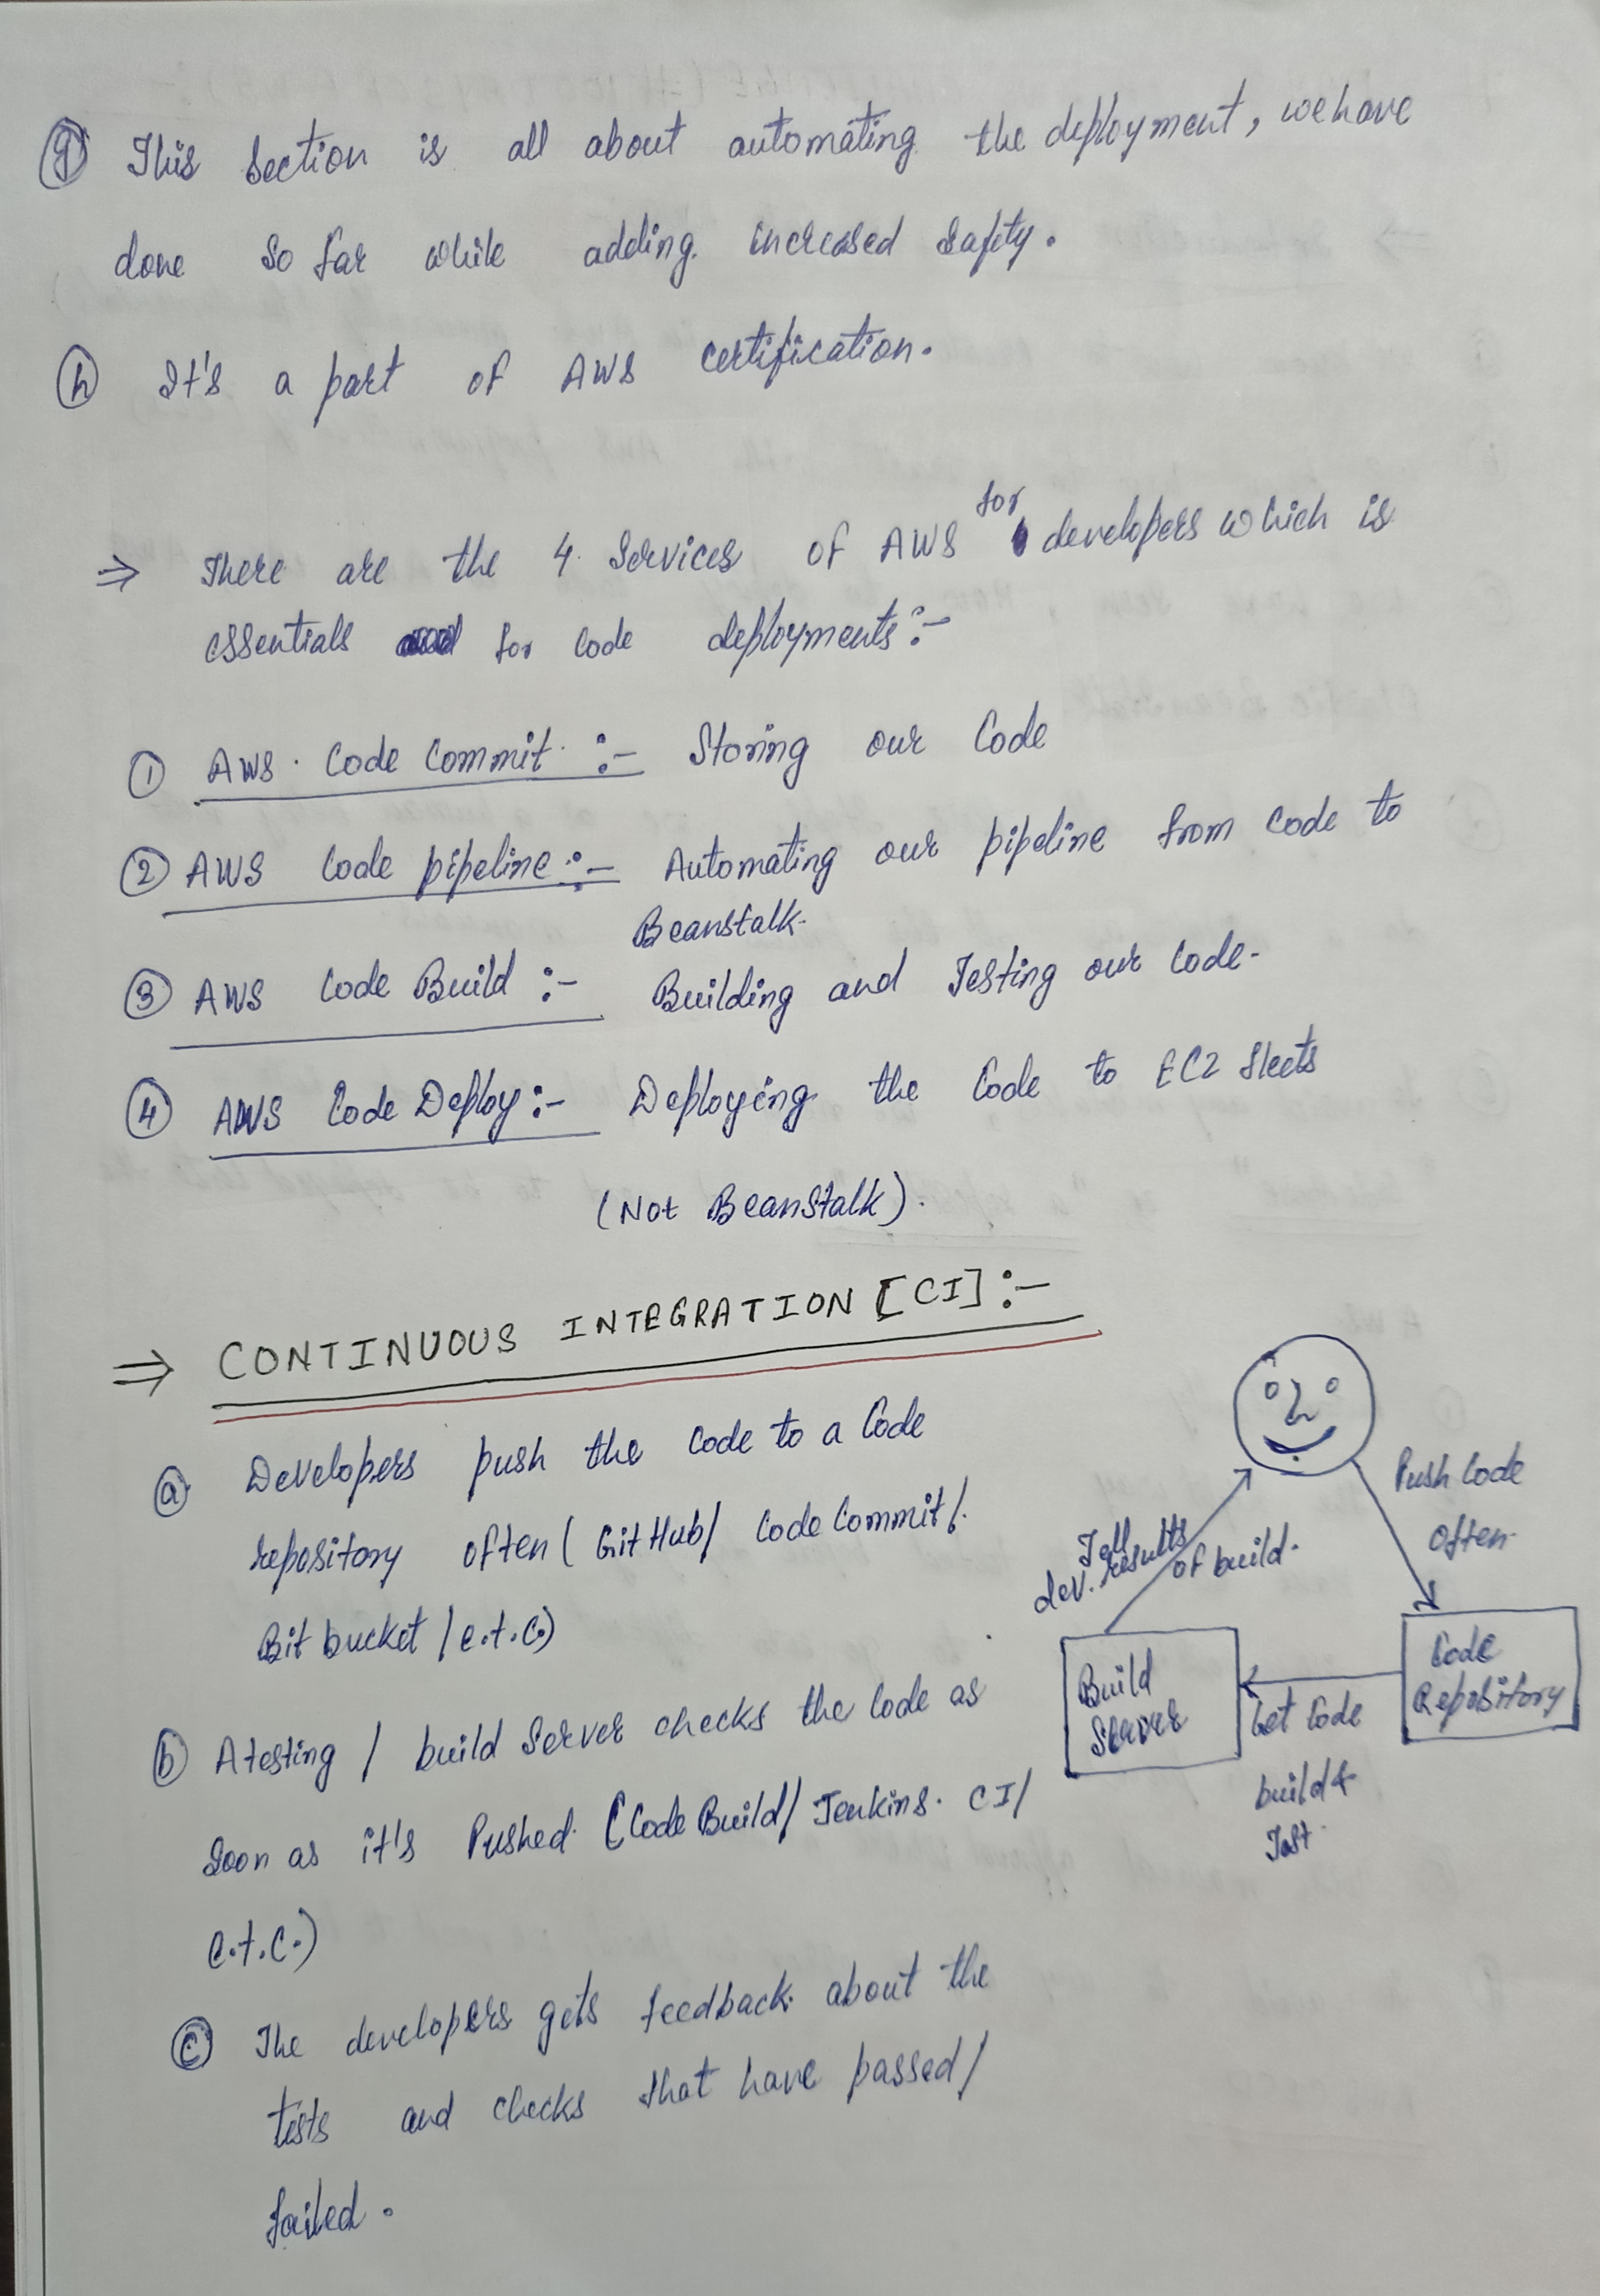 (g) This section is all about automating the deployment, we have
done so far while adding increased safety.
(h) It's a part of AWS certification.
⇒ There are the 4 Services of AWS for developers which is
essentials for code deployments:-
(1) AWS Code Commit :- Storing our Code
(2) AWS Code pipeline :- Automating our pipeline from code to
Beanstalk.
(3) AWS Code Build :- Building and Testing our code.
(4) AWS Code Deploy :- Deploying the Code to EC2 fleets
(Not Beanstalk).
⇒ CONTINUOUS INTEGRATION [CI]:-
(a) Developers push the code to a Code
repository often (GitHub/ Code Commit/
Bit bucket / e.t.c.)
(b) A testing / build Server checks the code as
soon as it's Pushed. (Code Build/ Jenkins. CI/
e.t.c.)
(c) The developers gets feedback about the
tests and checks that have passed/
failed.
Push Code
Often
Tell
dev. results
of build.
Build
Server
Code
Repository
Get Code
build &
Test.